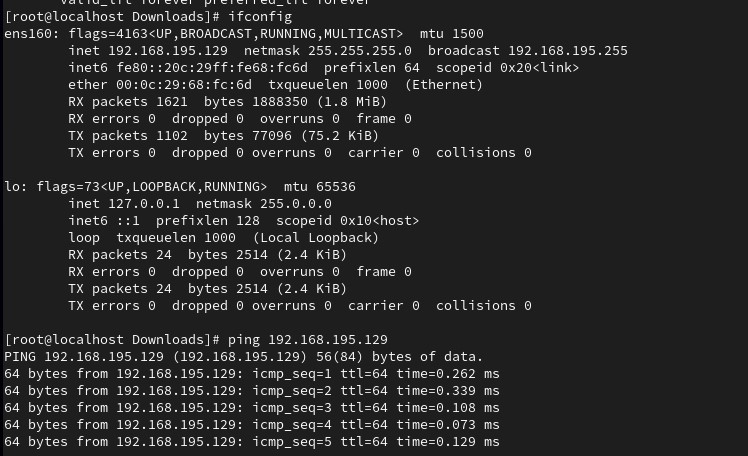 valid_lft forever preferred_lft forever
[root@localhost Downloads]# ifconfig
ens160: flags=4163<UP,BROADCAST,RUNNING,MULTICAST>  mtu 1500
        inet 192.168.195.129  netmask 255.255.255.0  broadcast 192.168.195.255
        inet6 fe80::20c:29ff:fe68:fc6d  prefixlen 64  scopeid 0x20<link>
        ether 00:0c:29:68:fc:6d  txqueuelen 1000  (Ethernet)
        RX packets 1621  bytes 1888350 (1.8 MiB)
        RX errors 0  dropped 0  overruns 0  frame 0
        TX packets 1102  bytes 77096 (75.2 KiB)
        TX errors 0  dropped 0 overruns 0  carrier 0  collisions 0

lo: flags=73<UP,LOOPBACK,RUNNING>  mtu 65536
        inet 127.0.0.1  netmask 255.0.0.0
        inet6 ::1  prefixlen 128  scopeid 0x10<host>
        loop  txqueuelen 1000  (Local Loopback)
        RX packets 24  bytes 2514 (2.4 KiB)
        RX errors 0  dropped 0  overruns 0  frame 0
        TX packets 24  bytes 2514 (2.4 KiB)
        TX errors 0  dropped 0 overruns 0  carrier 0  collisions 0

[root@localhost Downloads]# ping 192.168.195.129
PING 192.168.195.129 (192.168.195.129) 56(84) bytes of data.
64 bytes from 192.168.195.129: icmp_seq=1 ttl=64 time=0.262 ms
64 bytes from 192.168.195.129: icmp_seq=2 ttl=64 time=0.339 ms
64 bytes from 192.168.195.129: icmp_seq=3 ttl=64 time=0.108 ms
64 bytes from 192.168.195.129: icmp_seq=4 ttl=64 time=0.073 ms
64 bytes from 192.168.195.129: icmp_seq=5 ttl=64 time=0.129 ms